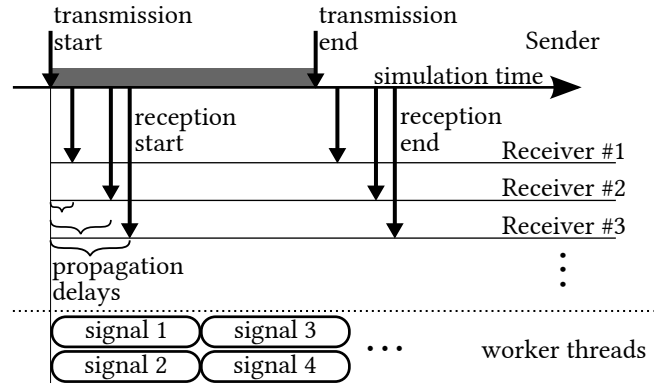 transmission
start
transmission
end
Sender
simulation time
reception
start
reception
end
Receiver #1
Receiver #2
Receiver #3
propagation
delays
signal 1
signal 3
signal 2
signal 4
worker threads